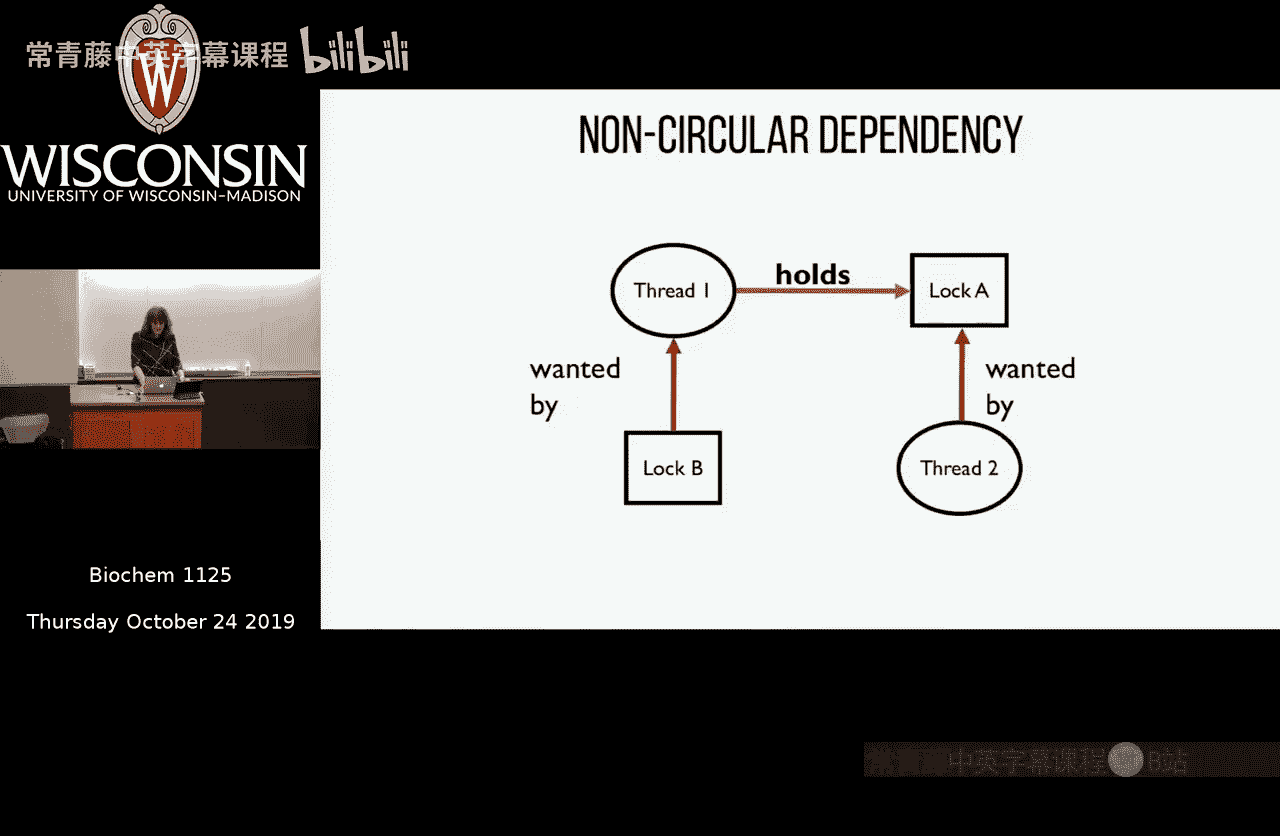 常青藤中英字幕课程 bilibili
W
WISCONSIN
UNIVERSITY OF WISCONSIN-MADISON
NON-CIRCULAR DEPENDENCY
Thread 1
holds
Lock A
wanted
by
wanted
by
Lock B
Thread 2
Biochem 1125
Thursday October 24 2019
中英字幕课程 B站